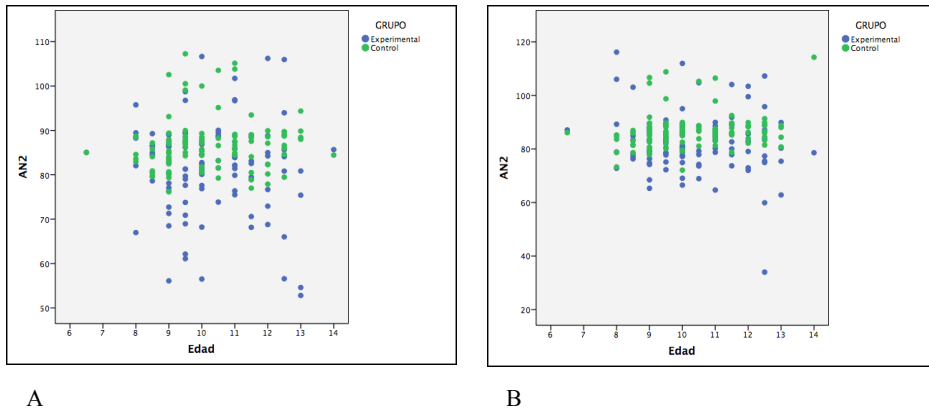 GRUPO
Experimental
Control
110
100
90
80
70
60
50
AN2
6 7 8 9 10 11 12 13 14
Edad
GRUPO
Experimental
Control
120
100
80
60
40
20
AN2
6 7 8 9 10 11 12 13 14
Edad
A
B